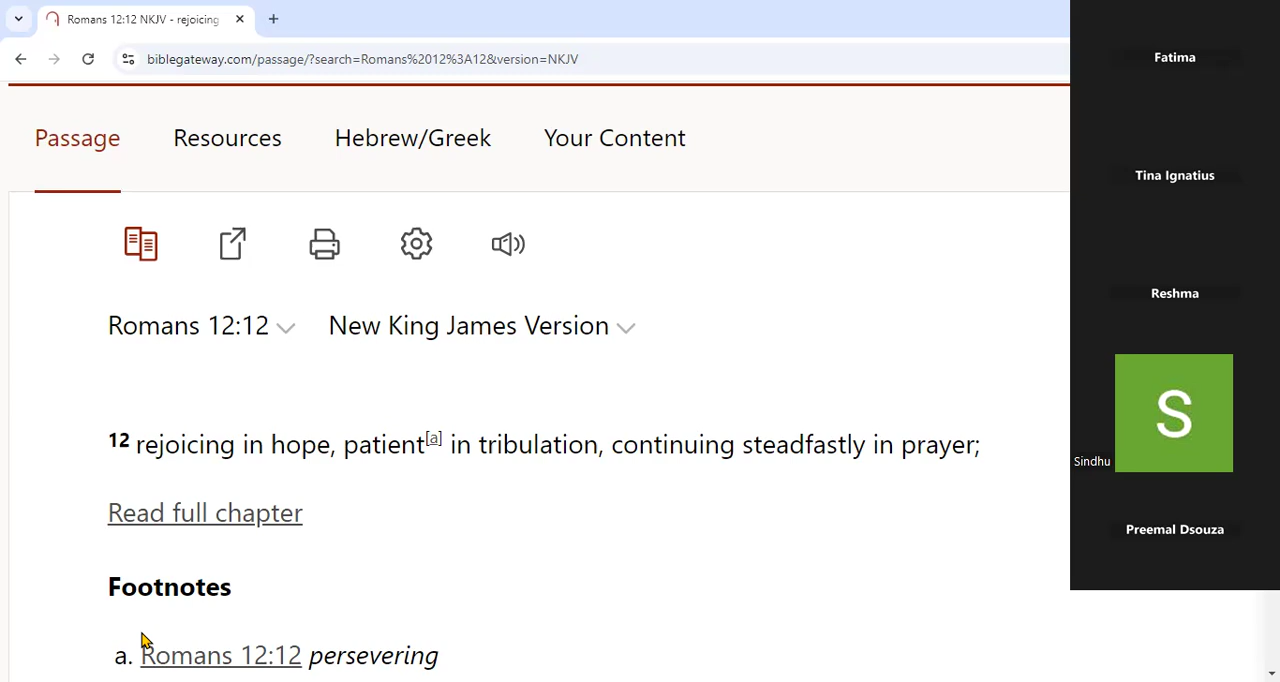 Romans 12:12 NKJV - rejoicing
biblegateway.com/passage/?search=Romans%2012%3A12&version=NKJV
Passage Resources Hebrew/Greek Your Content
Romans 12:12 New King James Version
12 rejoicing in hope, patient[a] in tribulation, continuing steadfastly in prayer;
Read full chapter
Footnotes
a. Romans 12:12 persevering
Fatima
Tina Ignatius
Reshma
S
Sindhu
Preemal Dsouza